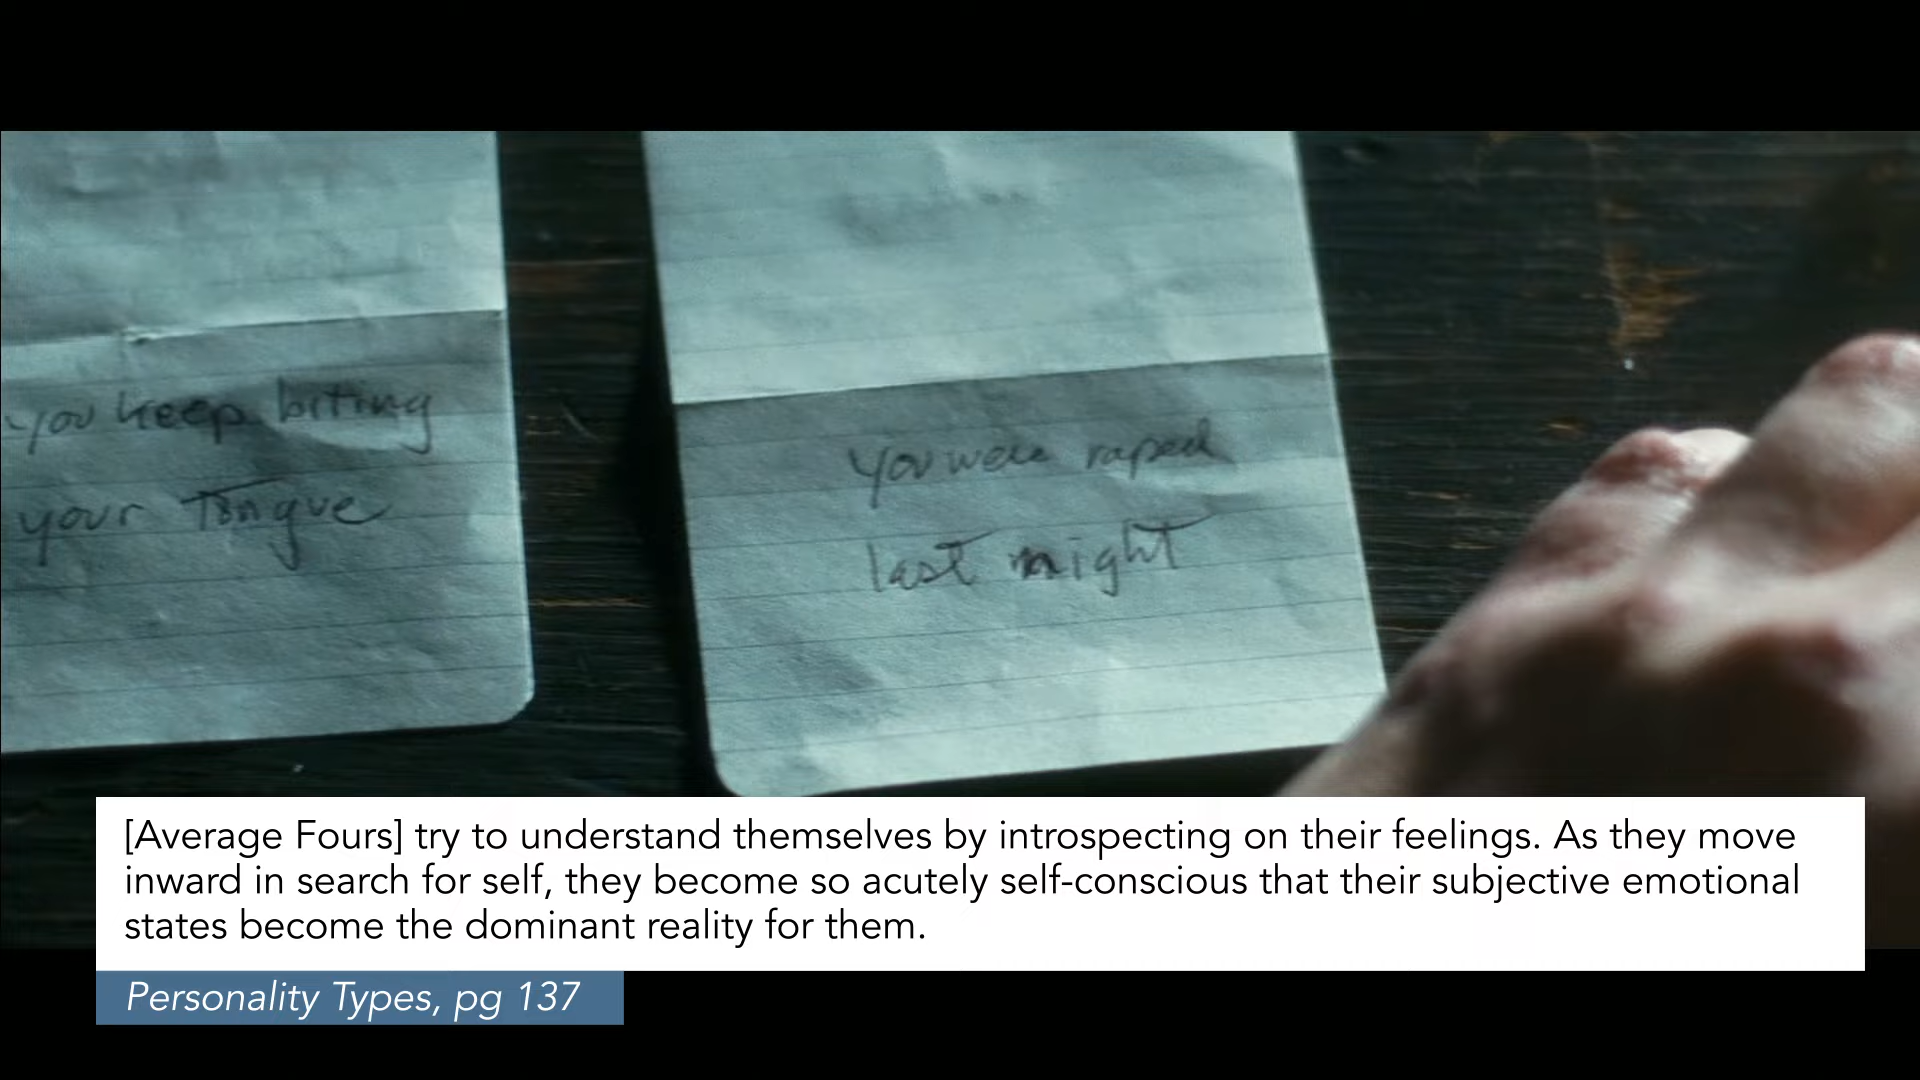 you keep biting
your Tongue
you were raped
last night
[Average Fours] try to understand themselves by introspecting on their feelings. As they move
inward in search for self, they become so acutely self-conscious that their subjective emotional
states become the dominant reality for them.
Personality Types, pg 137